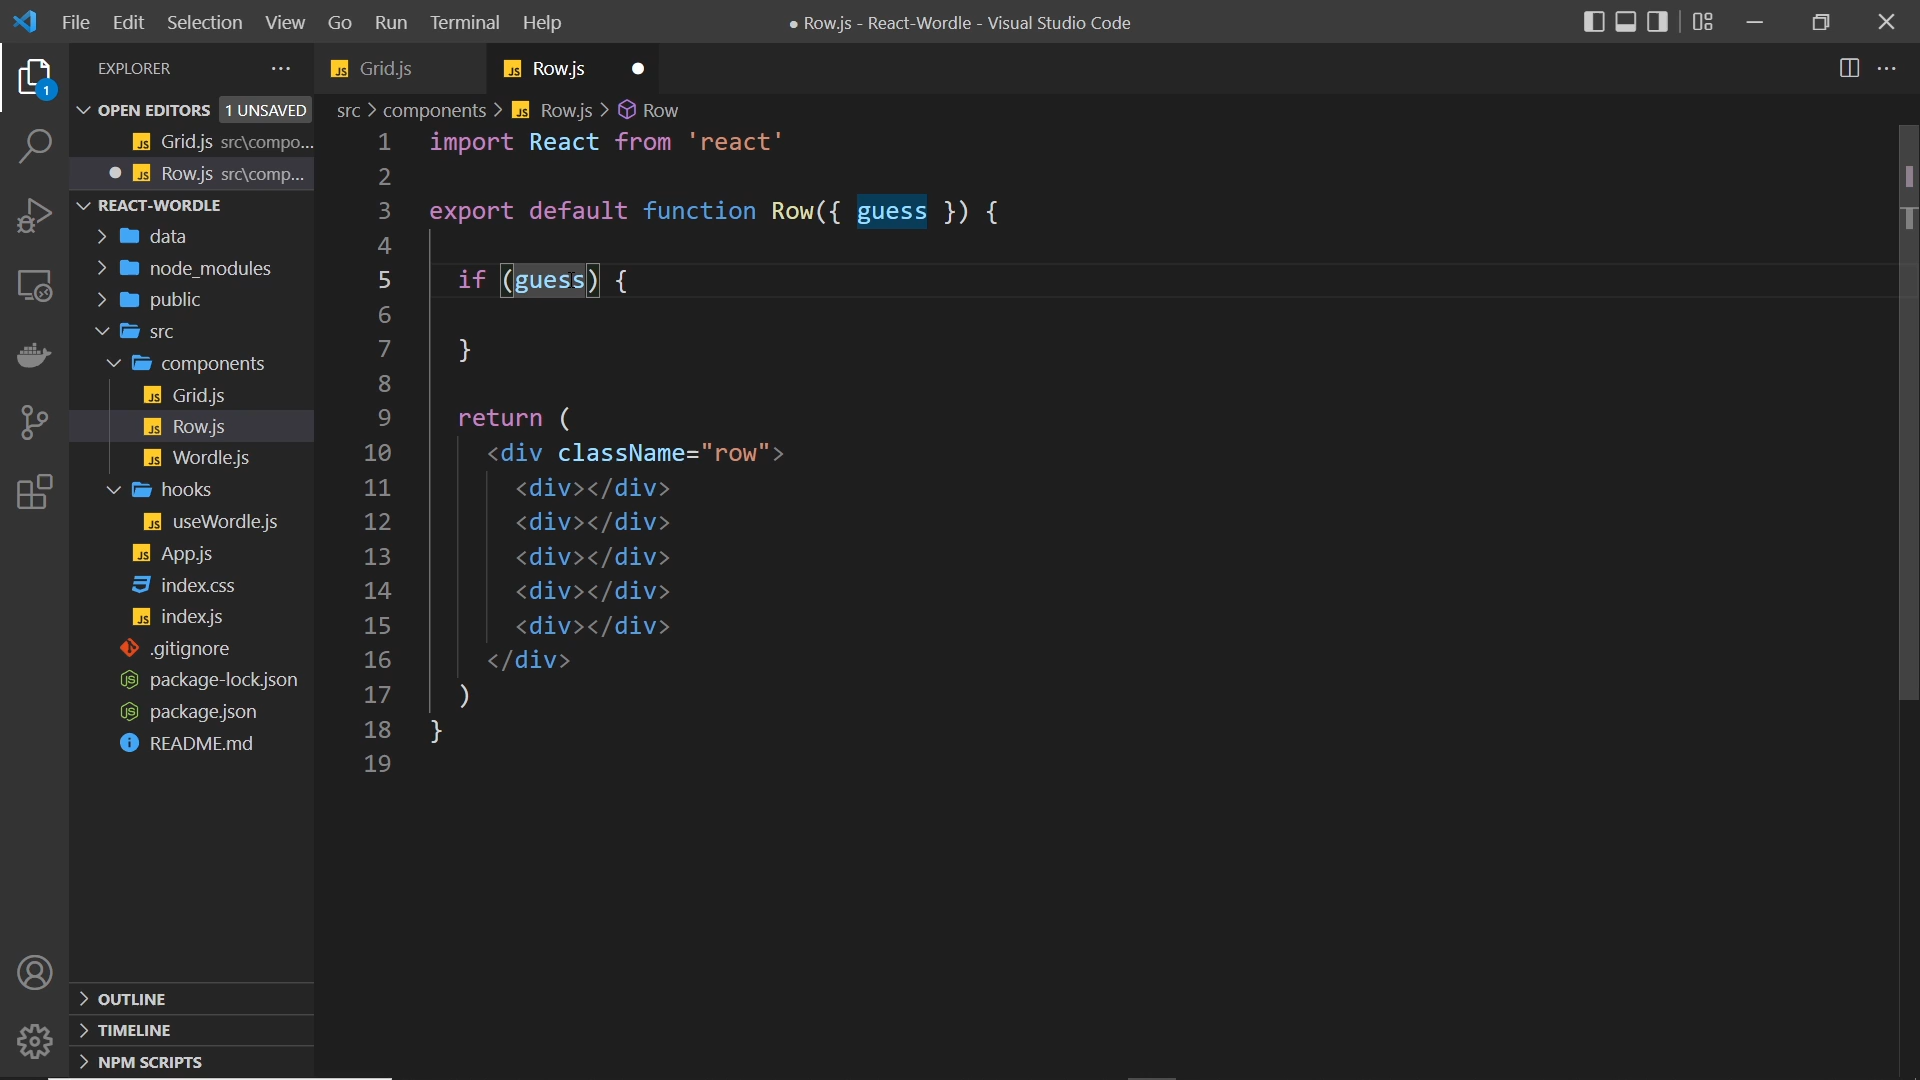 File Edit Selection View Go Run Terminal Help
● Row.js - React-Wordle - Visual Studio Code
EXPLORER
OPEN EDITORS 1 UNSAVED
Grid.js src\compo...
Row.js src\comp...
REACT-WORDLE
data
node_modules
public
src
components
Grid.js
Row.js
Wordle.js
hooks
useWordle.js
App.js
index.css
index.js
.gitignore
package-lock.json
package.json
README.md
OUTLINE
TIMELINE
NPM SCRIPTS
1
Grid.js
Row.js
src > components > Row.js > Row
1 import React from 'react'
2
3 export default function Row({ guess }) {
4
5 if (guess) {
6
7 }
8
9 return (
10 <div className="row">
11 <div></div>
12 <div></div>
13 <div></div>
14 <div></div>
15 <div></div>
16 </div>
17 )
18 }
19